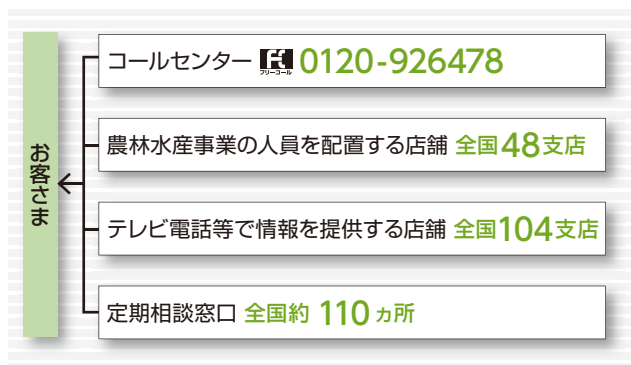 お客さま
コールセンター フリーコール 0120-926478
農林水産事業の人員を配置する店舗 全国48支店
テレビ電話等で情報を提供する店舗 全国104支店
定期相談窓口 全国約 110ヵ所